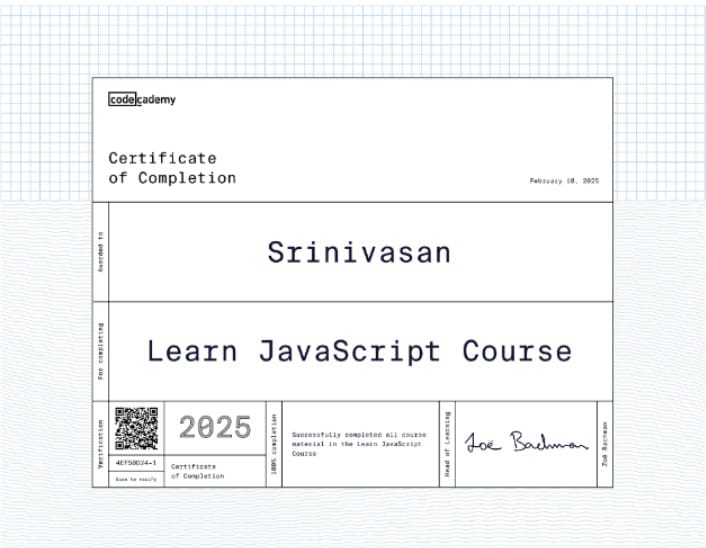 codecademy
Certificate
of Completion
February 10, 2025
Awarded to
Srinivasan
For completing
Learn JavaScript Course
Verification
4EF50D24-1
Scan to verify
2025
Certificate
of Completion
100% completion
Successfully completed all course
material in the Learn JavaScript
Course
Head of Learning
Zoë Bachman
Zoë Bachman